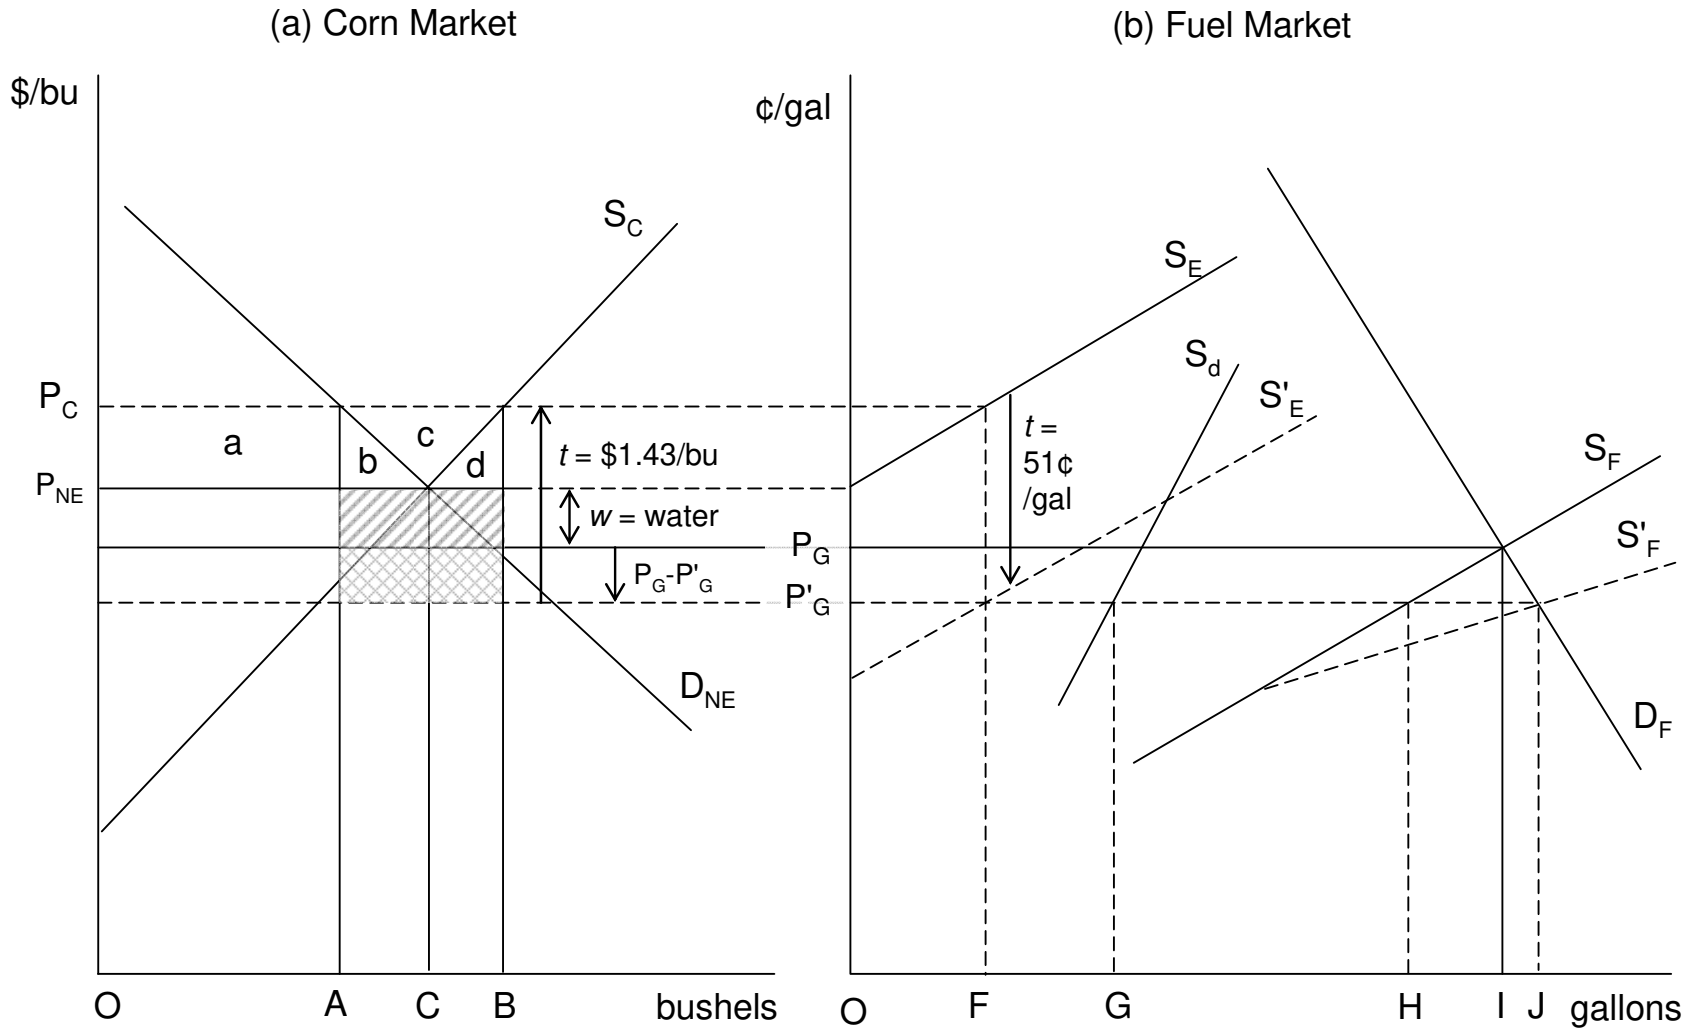 (a) Corn Market
(b) Fuel Market
$/bu
¢/gal
S_C
S_E
S_d
S'_E
P_C
a
c
b
d
t = $1.43/bu
t =
51¢
/gal
S_F
P_NE
w = water
P_G
S'_F
P_G-P'_G
P'_G
D_NE
D_F
O
A
C
B
bushels
O
F
G
H
I
J
gallons